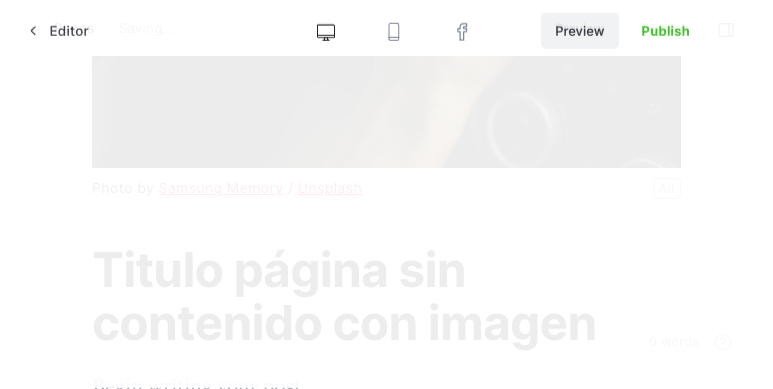 Editor
Saving...
Preview
Publish
Photo by Samsung Memory / Unsplash
Alt
Titulo página sin
contenido con imagen
0 words